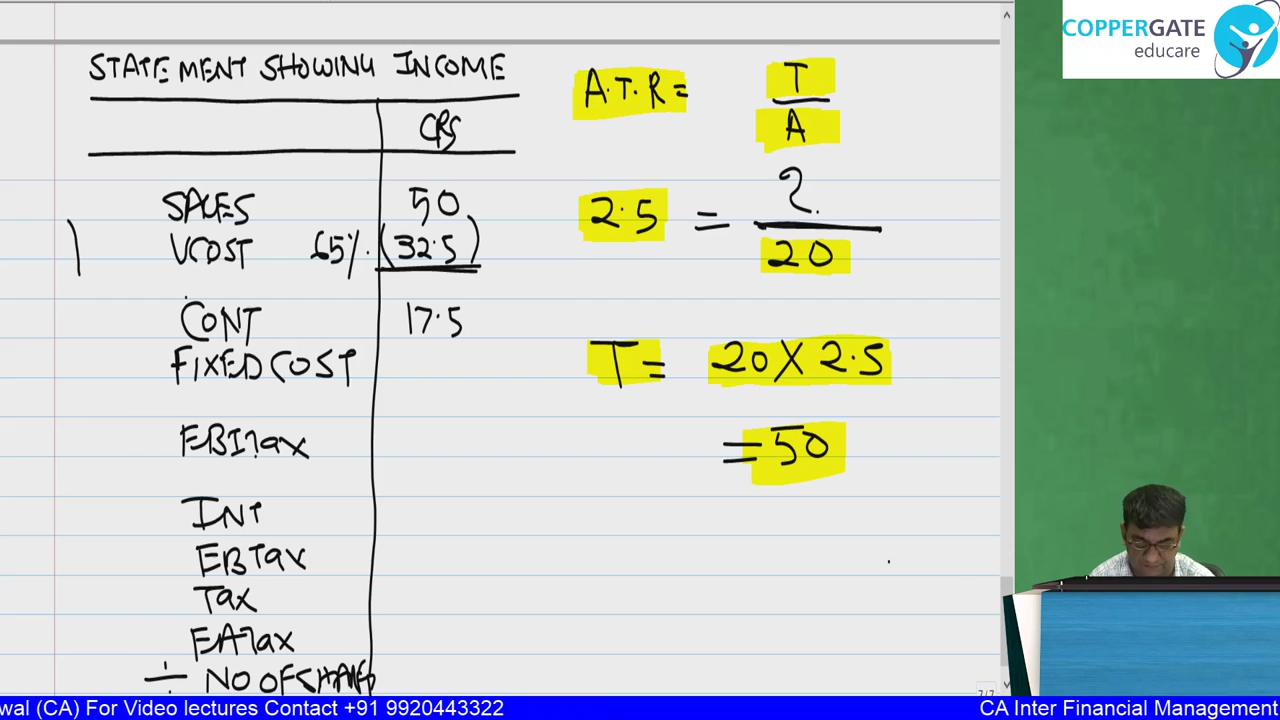 COPPERGATE
educare
STATEMENT SHOWING INCOME
CRS
SALES 50
VCOST 65% (32.5)
CONT 17.5
FIXED COST
EBITax
INT
EBTax
Tax
EATax
÷ NO OF SHARES
A.T.R = T
A
2.5 = ?
20
T = 20 X 2.5
= 50
7/7
wal (CA) For Video lectures Contact +91 9920443322
CA Inter Financial Management